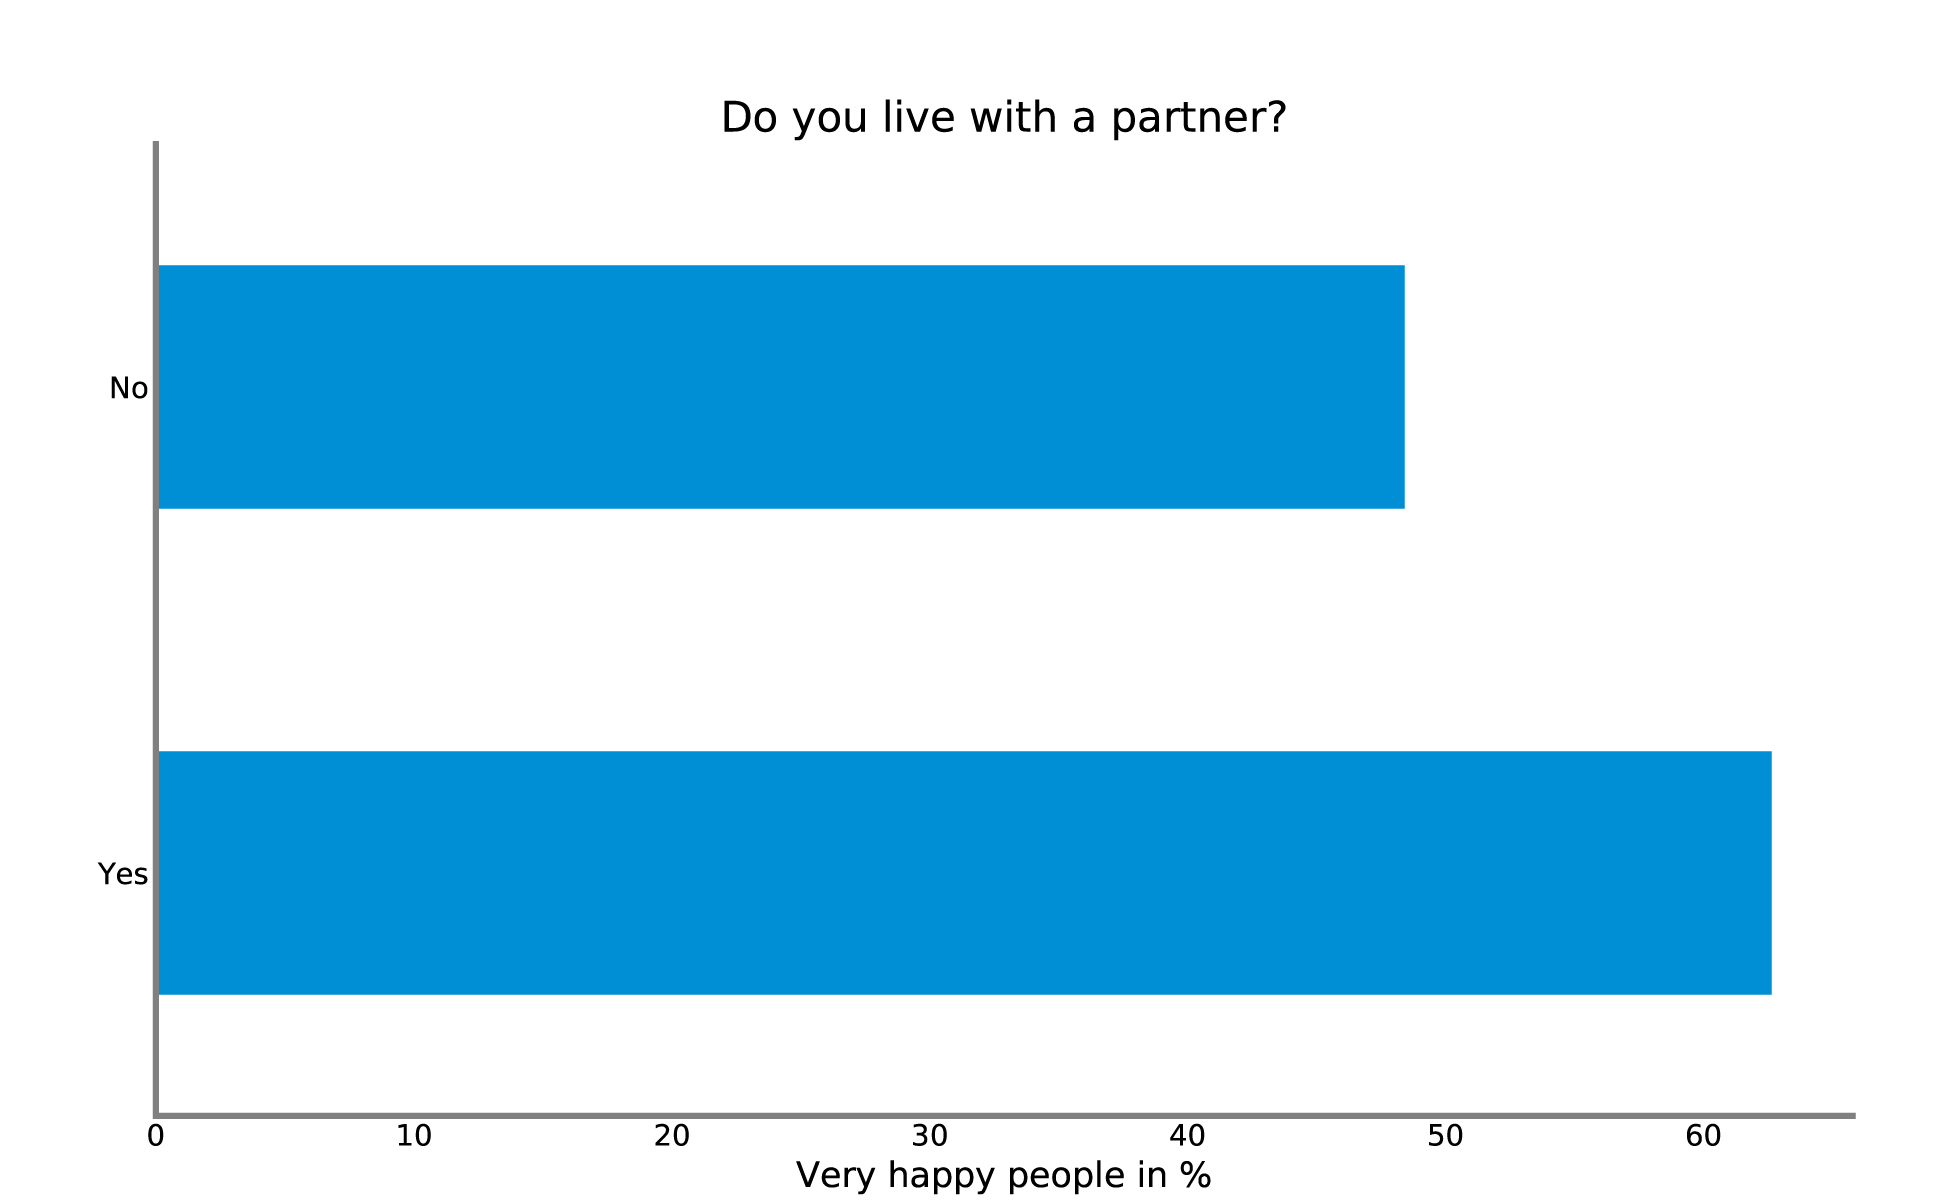 Do you live with a partner?
No
Yes
0 10 20 30 40 50 60
Very happy people in %